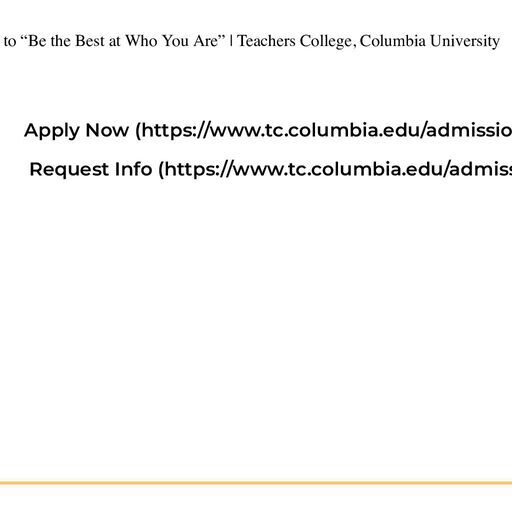 to “Be the Best at Who You Are” | Teachers College, Columbia University
Apply Now (https://www.tc.columbia.edu/admissio
Request Info (https://www.tc.columbia.edu/admiss